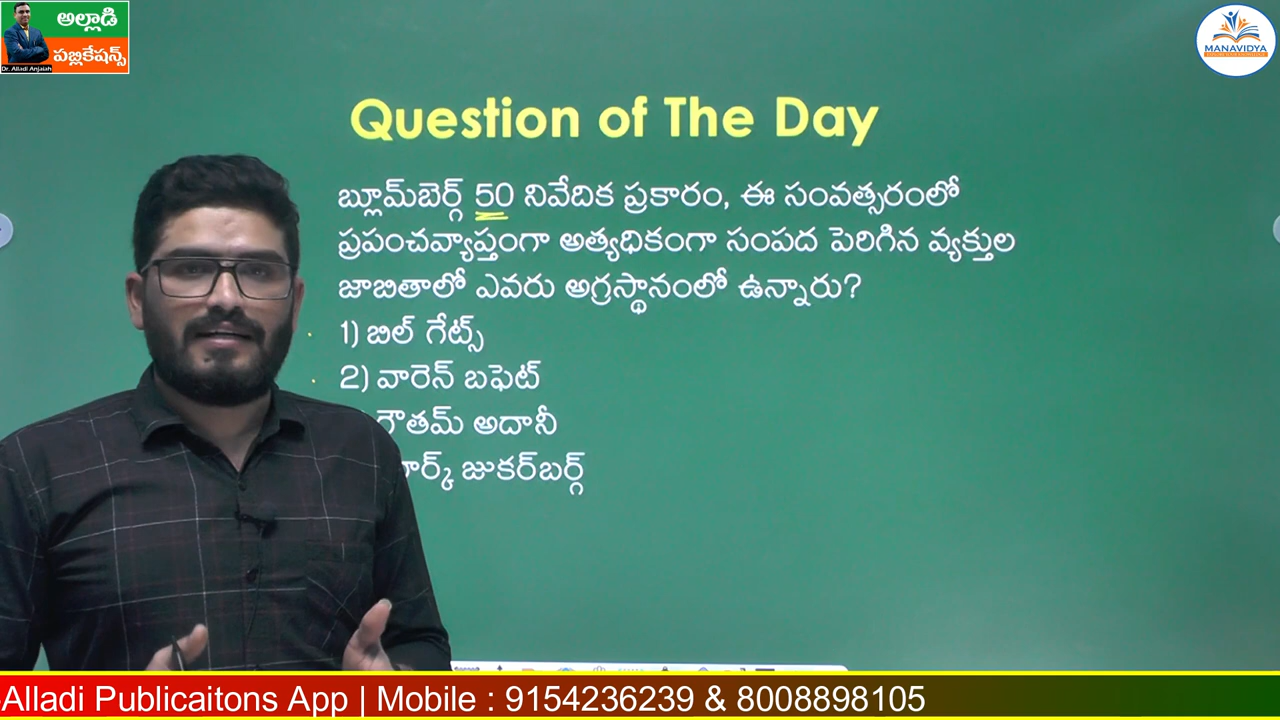 అల్లాడి
పబ్లికేషన్స్
Dr. Alladi Anjaiah
MANAVIDYA
Question of The Day
బ్లూమ్‌బెర్గ్ 50 నివేదిక ప్రకారం, ఈ సంవత్సరంలో
ప్రపంచవ్యాప్తంగా అత్యధికంగా సంపద పెరిగిన వ్యక్తుల
జాబితాలో ఎవరు అగ్రస్థానంలో ఉన్నారు?
1) బిల్ గేట్స్
2) వారెన్ బఫెట్
గౌతమ్ అదానీ
జుకర్‌బర్గ్
Alladi Publicaitons App | Mobile : 9154236239 & 8008898105